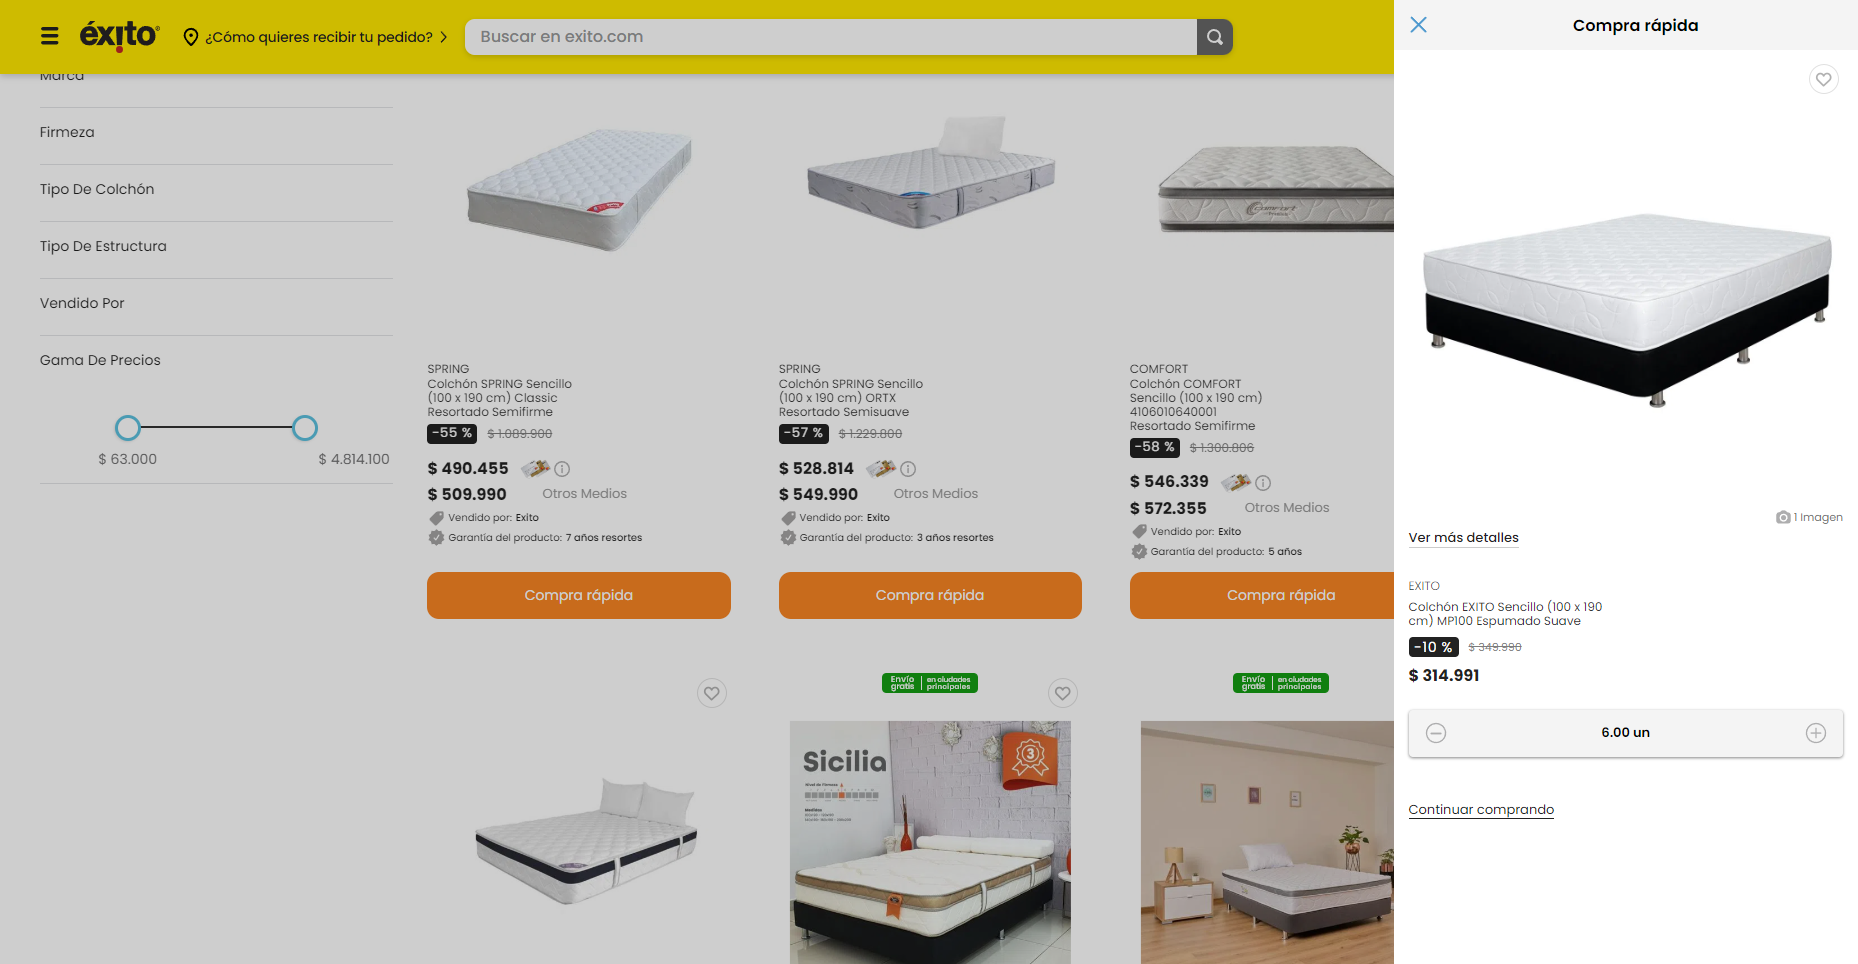 éxito
¿Cómo quieres recibir tu pedido?
Buscar en exito.com
Marca
Firmeza
Tipo De Colchón
Tipo De Estructura
Vendido Por
Gama De Precios
$ 63.000
$ 4.814.100
SPRING
Colchón SPRING Sencillo
(100 x 190 cm) Classic
Resortado Semifirme
-55 % $ 1.089.900
$ 490.455
$ 509.990 Otros Medios
Vendido por: Exito
Garantía del producto: 7 años resortes
Compra rápida
SPRING
Colchón SPRING Sencillo
(100 x 190 cm) ORTX
Resortado Semisuave
-57 % $ 1.229.800
$ 528.814
$ 549.990 Otros Medios
Vendido por: Exito
Garantía del producto: 3 años resortes
Compra rápida
COMFORT
Colchón COMFORT
Sencillo (100 x 190 cm)
4106010640001
Resortado Semifirme
-58 % $ 1.300.806
$ 546.339
$ 572.355 Otros Medios
Vendido por: Exito
Garantía del producto: 5 años
Compra rápida
comfort
Envío gratis
en ciudades principales
Sicilia
Nivel de Firmeza
Medidas
3
Envío gratis
en ciudades principales
Compra rápida
1 Imagen
Ver más detalles
EXITO
Colchón EXITO Sencillo (100 x 190
cm) MP100 Espumado Suave
-10 % $ 349.990
$ 314.991
6.00 un
Continuar comprando